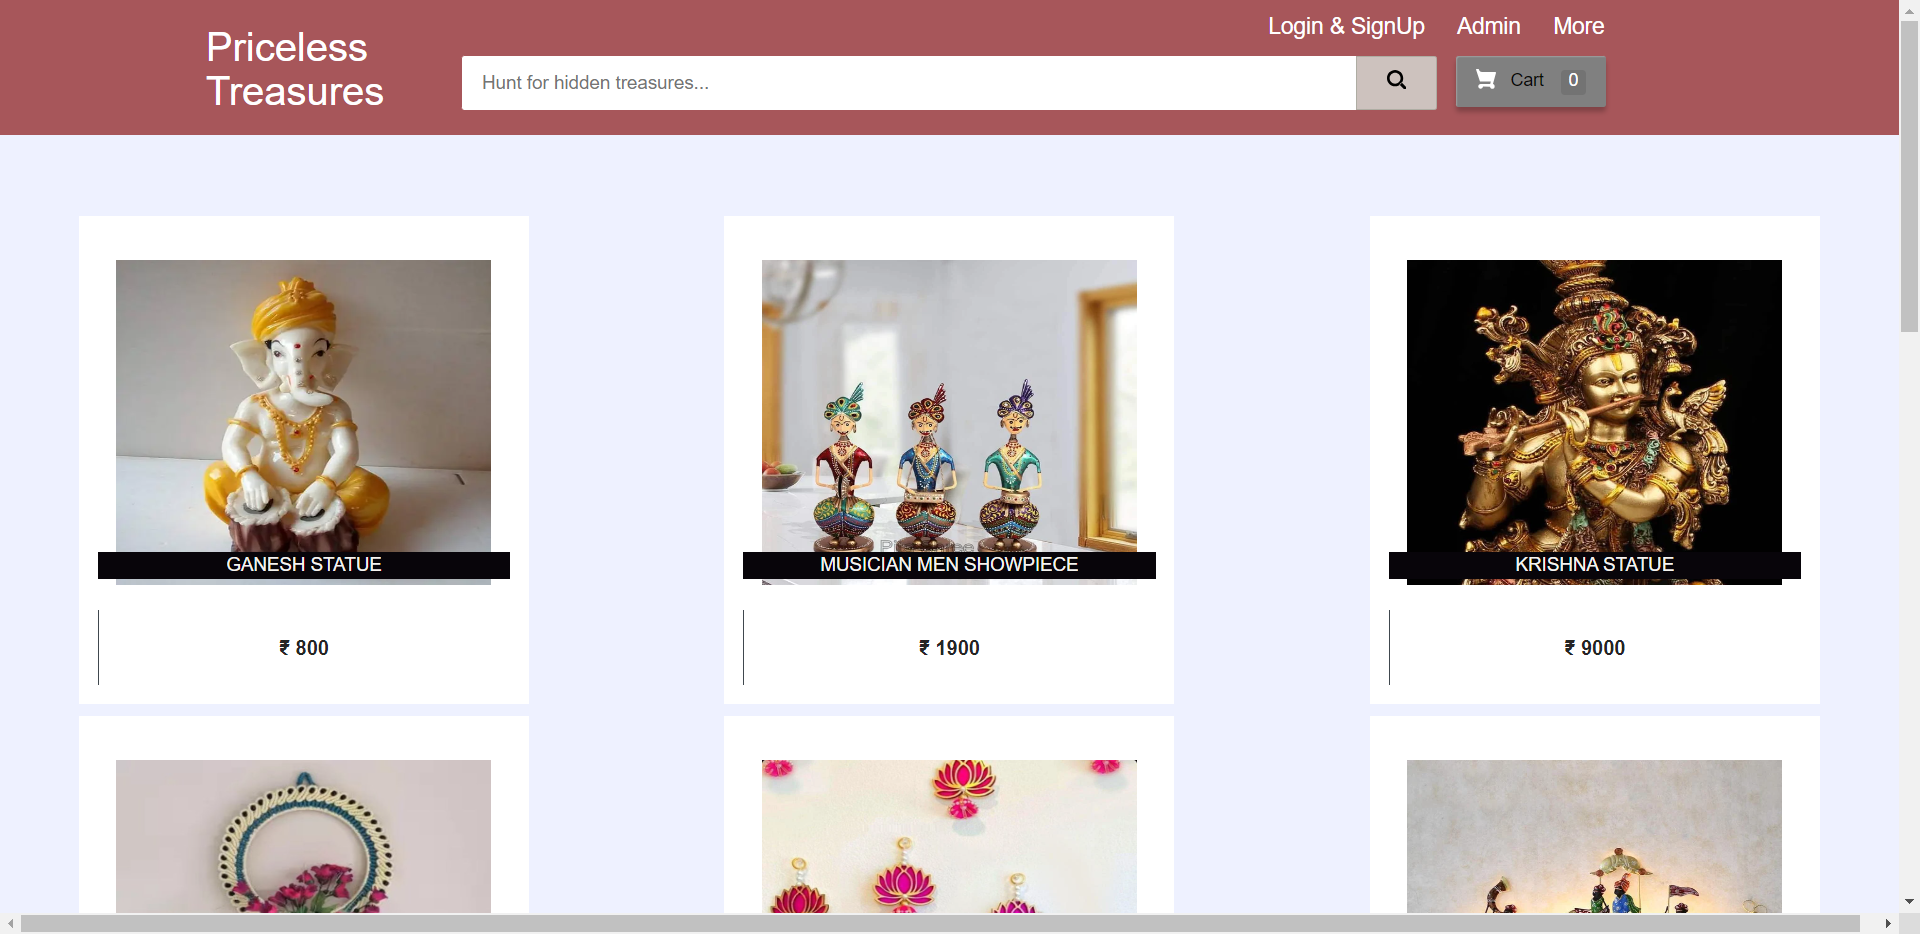 Login & SignUp Admin More
Priceless
Treasures
Hunt for hidden treasures...
Cart 0
GANESH STATUE
MUSICIAN MEN SHOWPIECE
KRISHNA STATUE
₹ 800
₹ 1900
₹ 9000